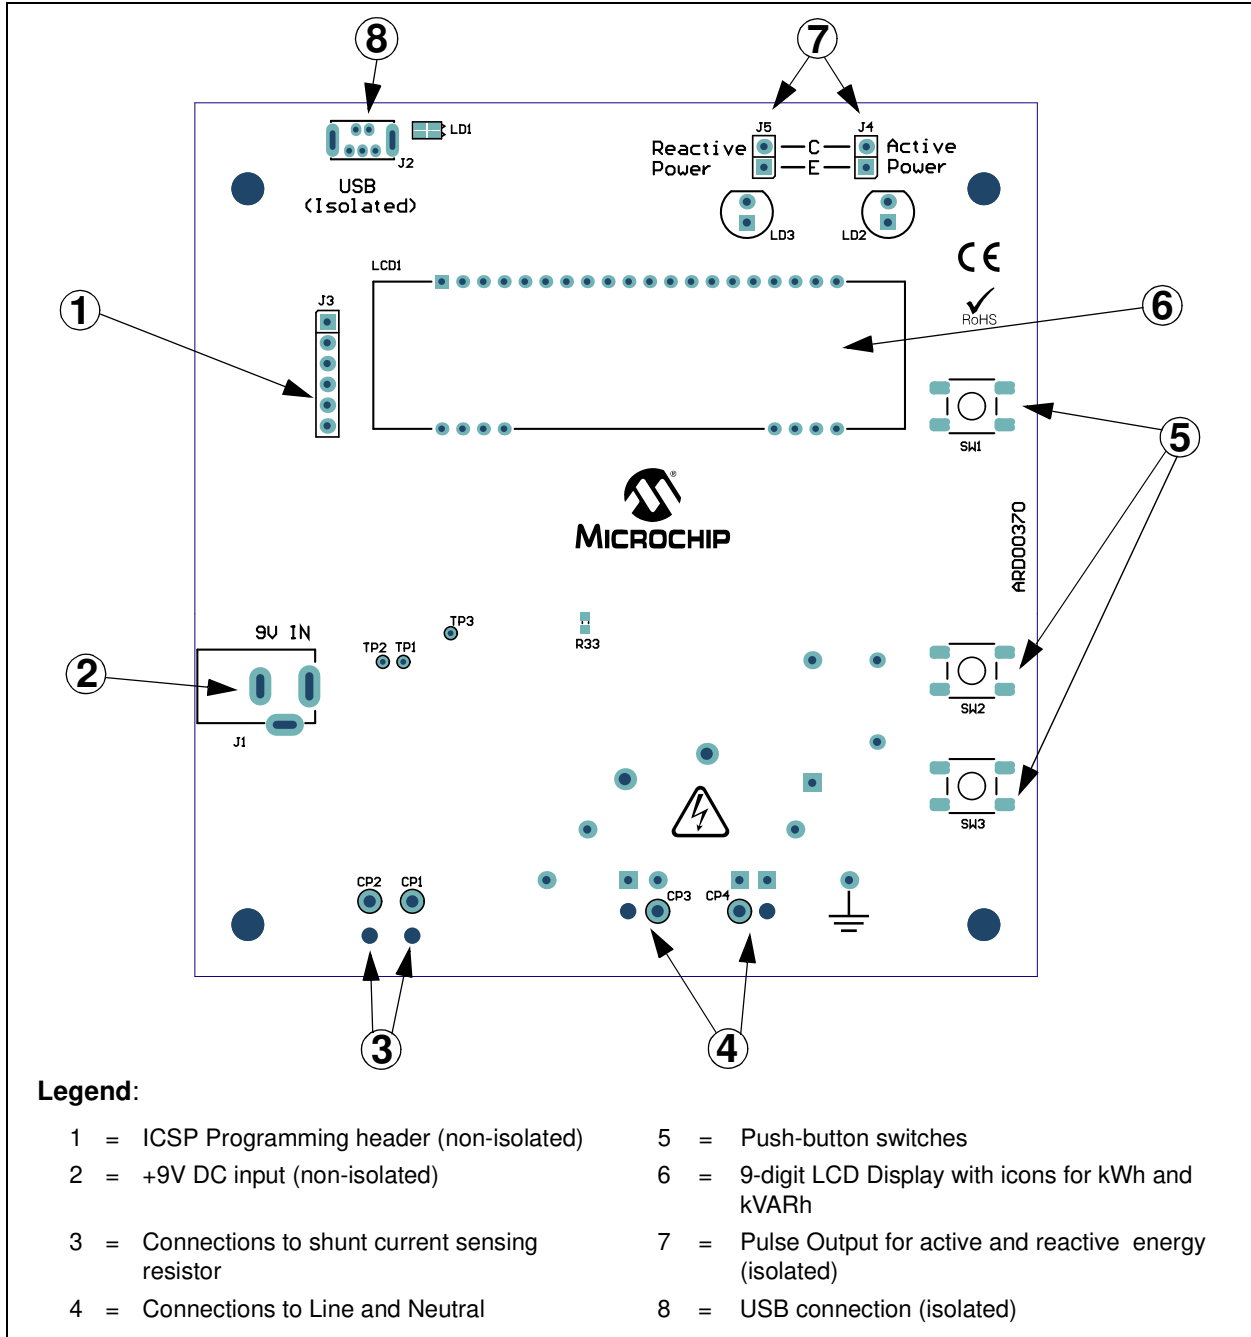 8
7
LD1
J2
USB
(Isolated)
J5
J4
Reactive
Power
C
E
Active
Power
LD3
LD2
CE
RoHS
LCD1
1
J3
6
SW1
5
MICROCHIP®
ARD00370
9V IN
2
J1
TP2
TP1
TP3
R33
SW2
SW3
CP2
CP1
CP3
CP4
3
4
Legend:
1 = ICSP Programming header (non-isolated)
2 = +9V DC input (non-isolated)
3 = Connections to shunt current sensing
resistor
4 = Connections to Line and Neutral
5 = Push-button switches
6 = 9-digit LCD Display with icons for kWh and
kVARh
7 = Pulse Output for active and reactive energy
(isolated)
8 = USB connection (isolated)